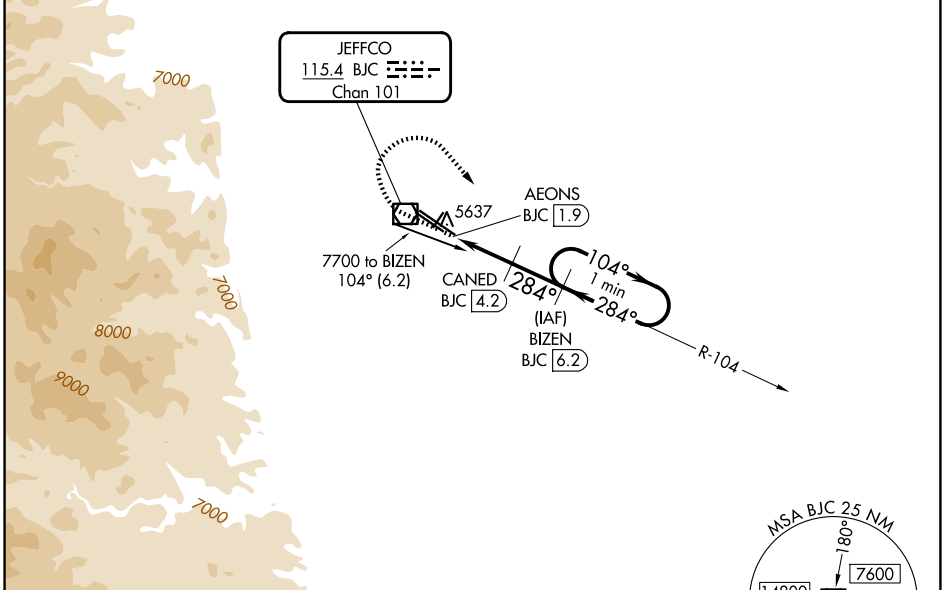 JEFFCO
115.4 BJC
Chan 101
7000
5637
AEONS
BJC 1.9
7700 to BIZEN
104° (6.2)
CANED
BJC 4.2
284°
104°
1 min
284°
(IAF)
BIZEN
BJC 6.2
R-104
7000
8000
9000
7000
MSA BJC 25 NM
180°
7600